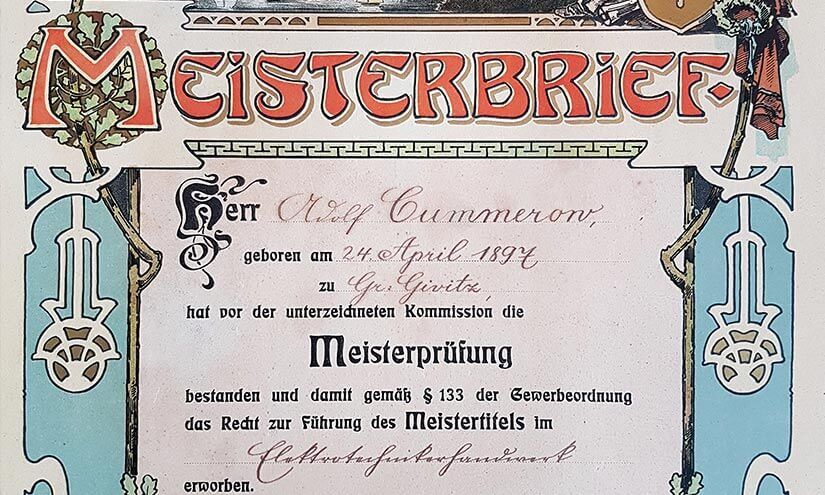 MEISTERBRIEF.
Herr Adolf Cummerow,
geboren am 24. April 1897
zu Gr. Givitz,
hat vor der unterzeichneten Kommission die
Meisterprüfung
bestanden und damit gemäß § 133 der Gewerbeordnung
das Recht zur Führung des Meistertitels im
Elektrotechnikerhandwerk
erworben.